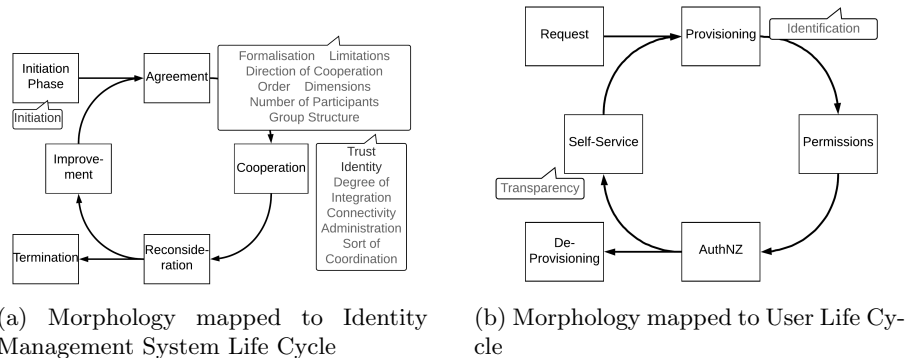 Initiation
Phase
Agreement
Initiation
Formalisation Limitations
Direction of Cooperation
Order Dimensions
Number of Participants
Group Structure
Improve-
ment
Cooperation
Trust
Identity
Degree of
Integration
Connectivity
Administration
Sort of
Coordination
Termination
Reconside-
ration
(a) Morphology mapped to Identity
Management System Life Cycle
Request
Provisioning
Identification
Self-Service
Permissions
Transparency
De-
Provisioning
AuthNZ
(b) Morphology mapped to User Life Cy-
cle